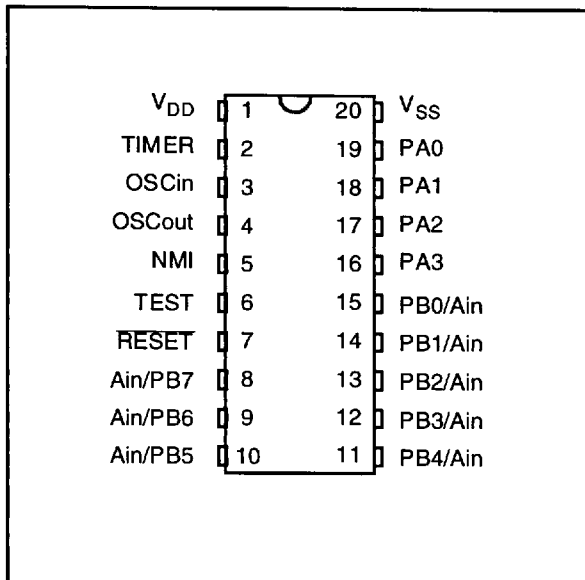 VDD 1 20 VSS
TIMER 2 19 PA0
OSCin 3 18 PA1
OSCout 4 17 PA2
NMI 5 16 PA3
TEST 6 15 PB0/Ain
RESET 7 14 PB1/Ain
Ain/PB7 8 13 PB2/Ain
Ain/PB6 9 12 PB3/Ain
Ain/PB5 10 11 PB4/Ain